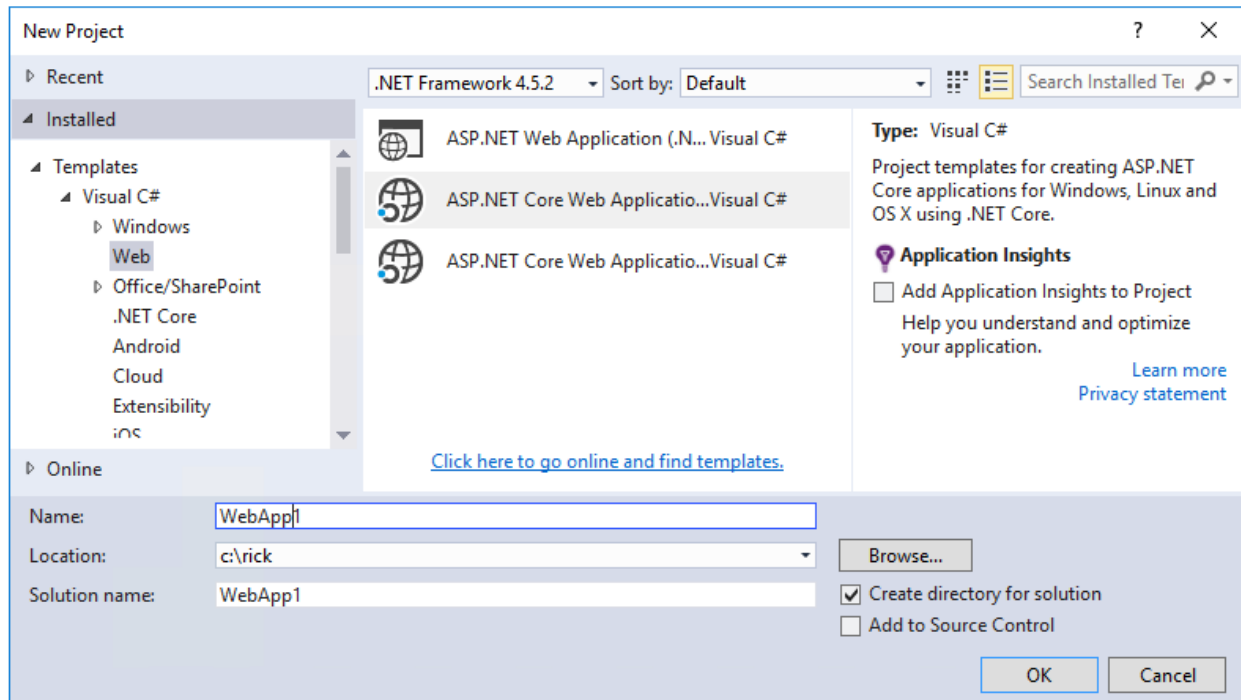 New Project
?
Recent
Installed
Templates
Visual C#
Windows
Web
Office/SharePoint
.NET Core
Android
Cloud
Extensibility
iOS
Online
.NET Framework 4.5.2
Sort by: Default
Search Installed Te
ASP.NET Web Application (.N... Visual C#
ASP.NET Core Web Applicatio...Visual C#
ASP.NET Core Web Applicatio...Visual C#
Click here to go online and find templates.
Type: Visual C#
Project templates for creating ASP.NET
Core applications for Windows, Linux and
OS X using .NET Core.
Application Insights
Add Application Insights to Project
Help you understand and optimize
your application.
Learn more
Privacy statement
Name: WebApp1
Location: c:\rick
Browse...
Solution name: WebApp1
Create directory for solution
Add to Source Control
OK
Cancel